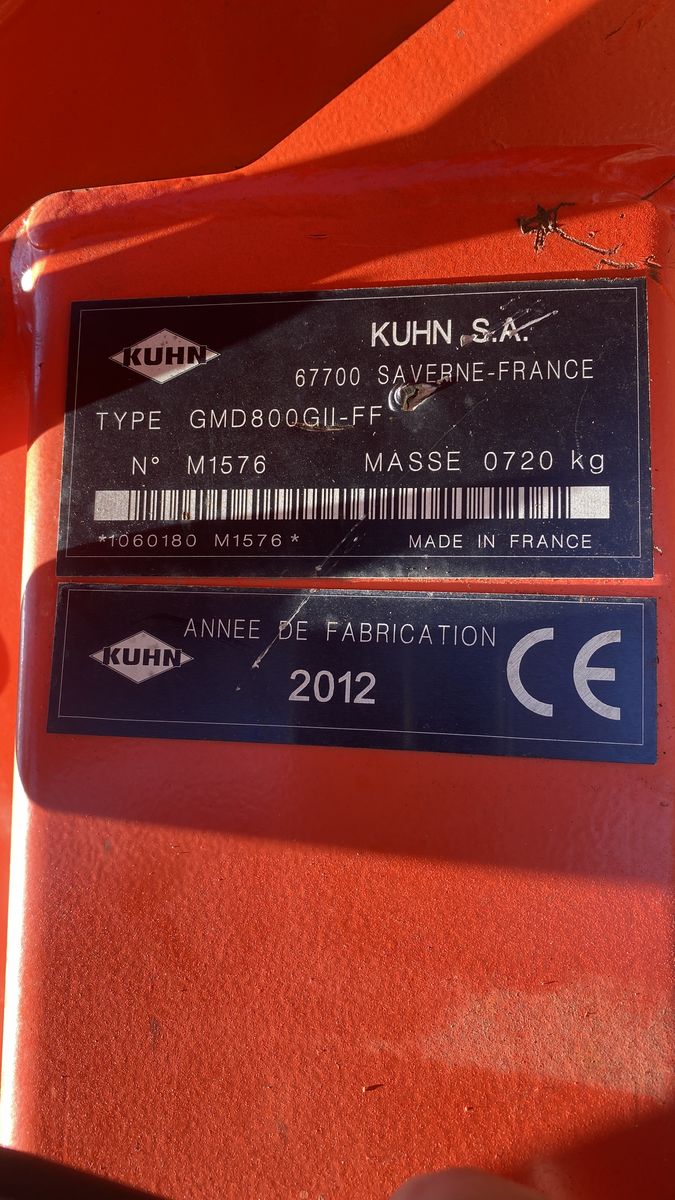 KUHN
KUHN S.A.
67700 SAVERNE-FRANCE
TYPE GMD800GII-FF
N° M1576 MASSE 0720 kg
*1060180 M1576*
MADE IN FRANCE
KUHN
ANNEE DE FABRICATION
2012
CE